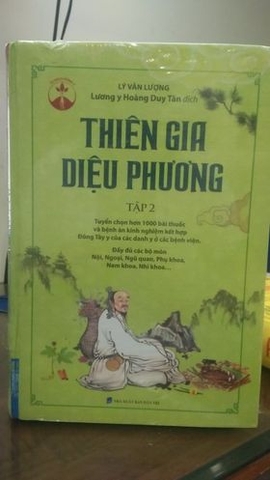 LÝ VĂN LƯỢNG
Lương y Hoàng Duy Tân dịch
THIÊN GIA
DIỆU PHƯƠNG
TẬP 2
Tuyển chọn hơn 1000 bài thuốc
và bệnh án kinh nghiệm kết hợp
Đông Tây y của các danh y ở các bệnh viện.
Đầy đủ các bộ môn
Nội, Ngoại, Ngũ quan, Phụ khoa,
Nam khoa, Nhi khoa...